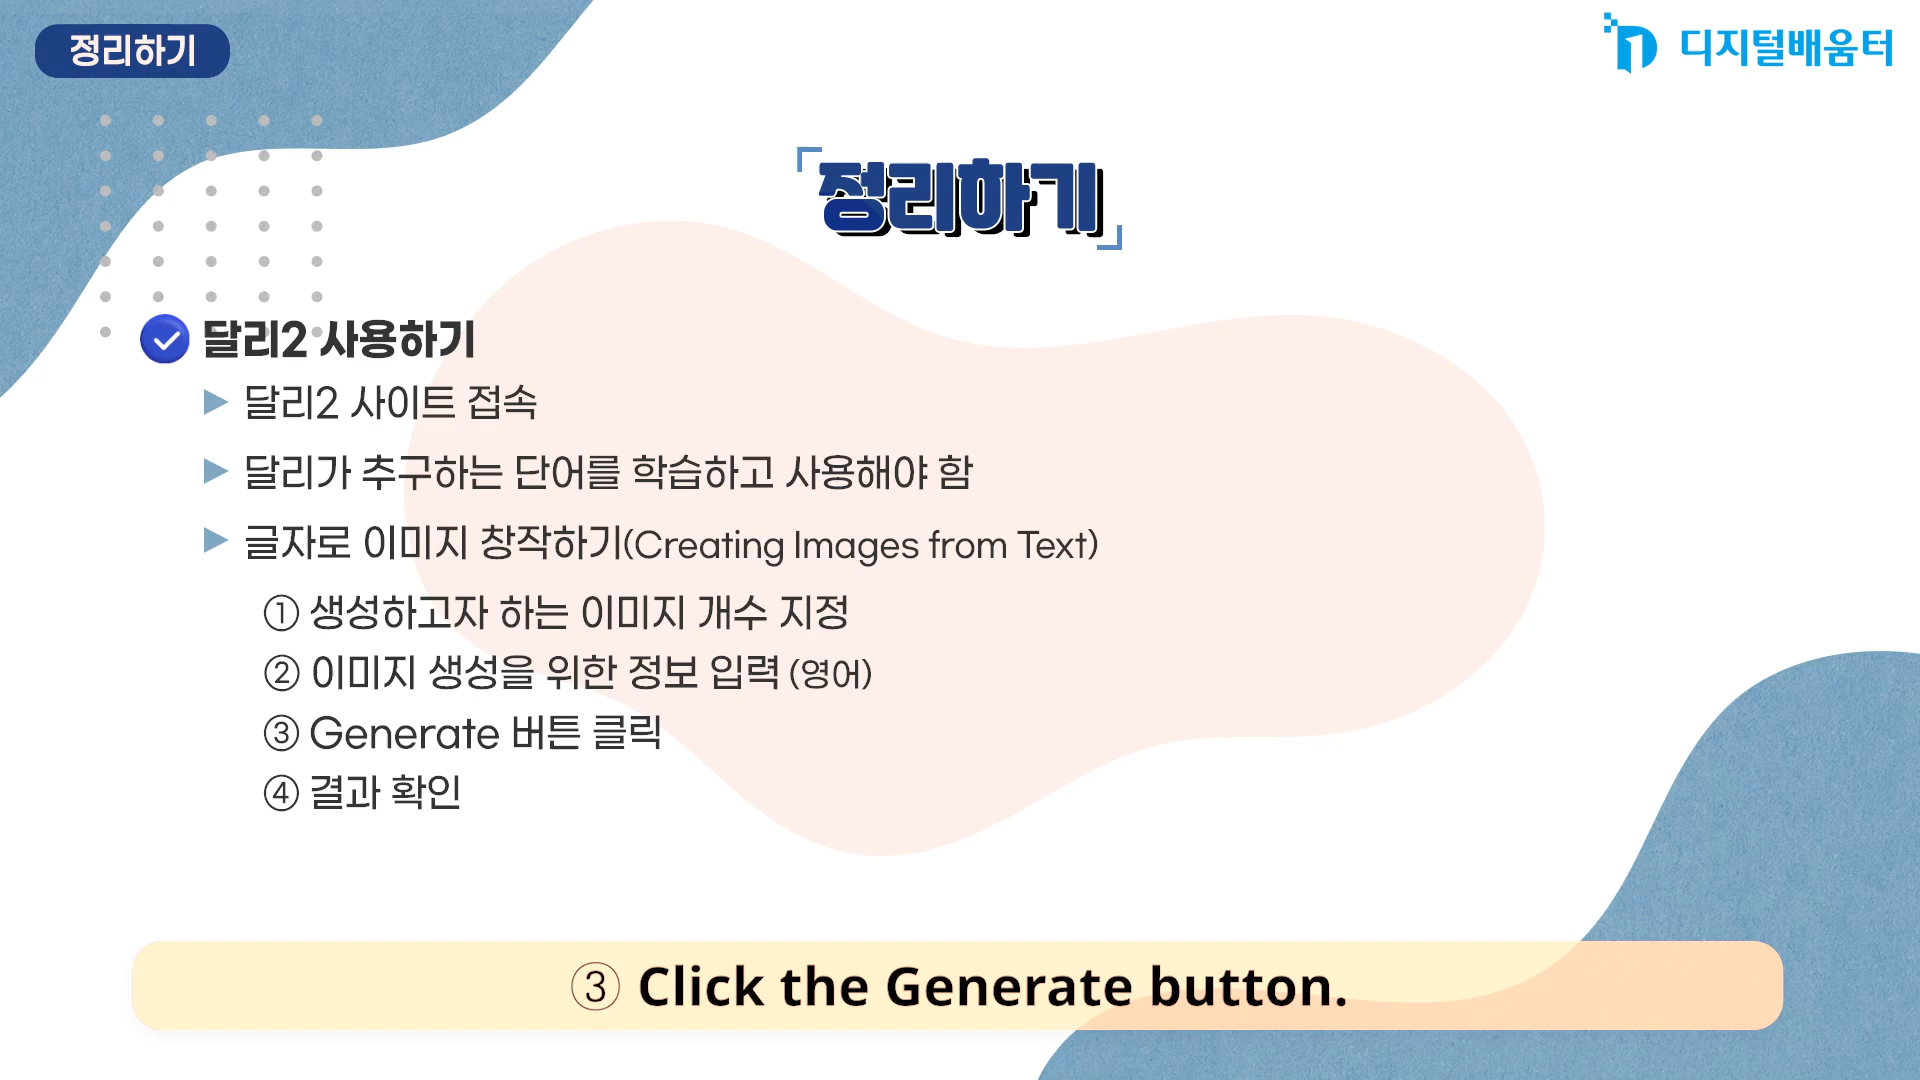 정리하기
디지털배움터
정리하기
달리2 사용하기
▶ 달리2 사이트 접속
▶ 달리가 추구하는 단어를 학습하고 사용해야 함
▶ 글자로 이미지 창작하기(Creating Images from Text)
① 생성하고자 하는 이미지 개수 지정
② 이미지 생성을 위한 정보 입력 (영어)
③ Generate 버튼 클릭
④ 결과 확인
③ Click the Generate button.